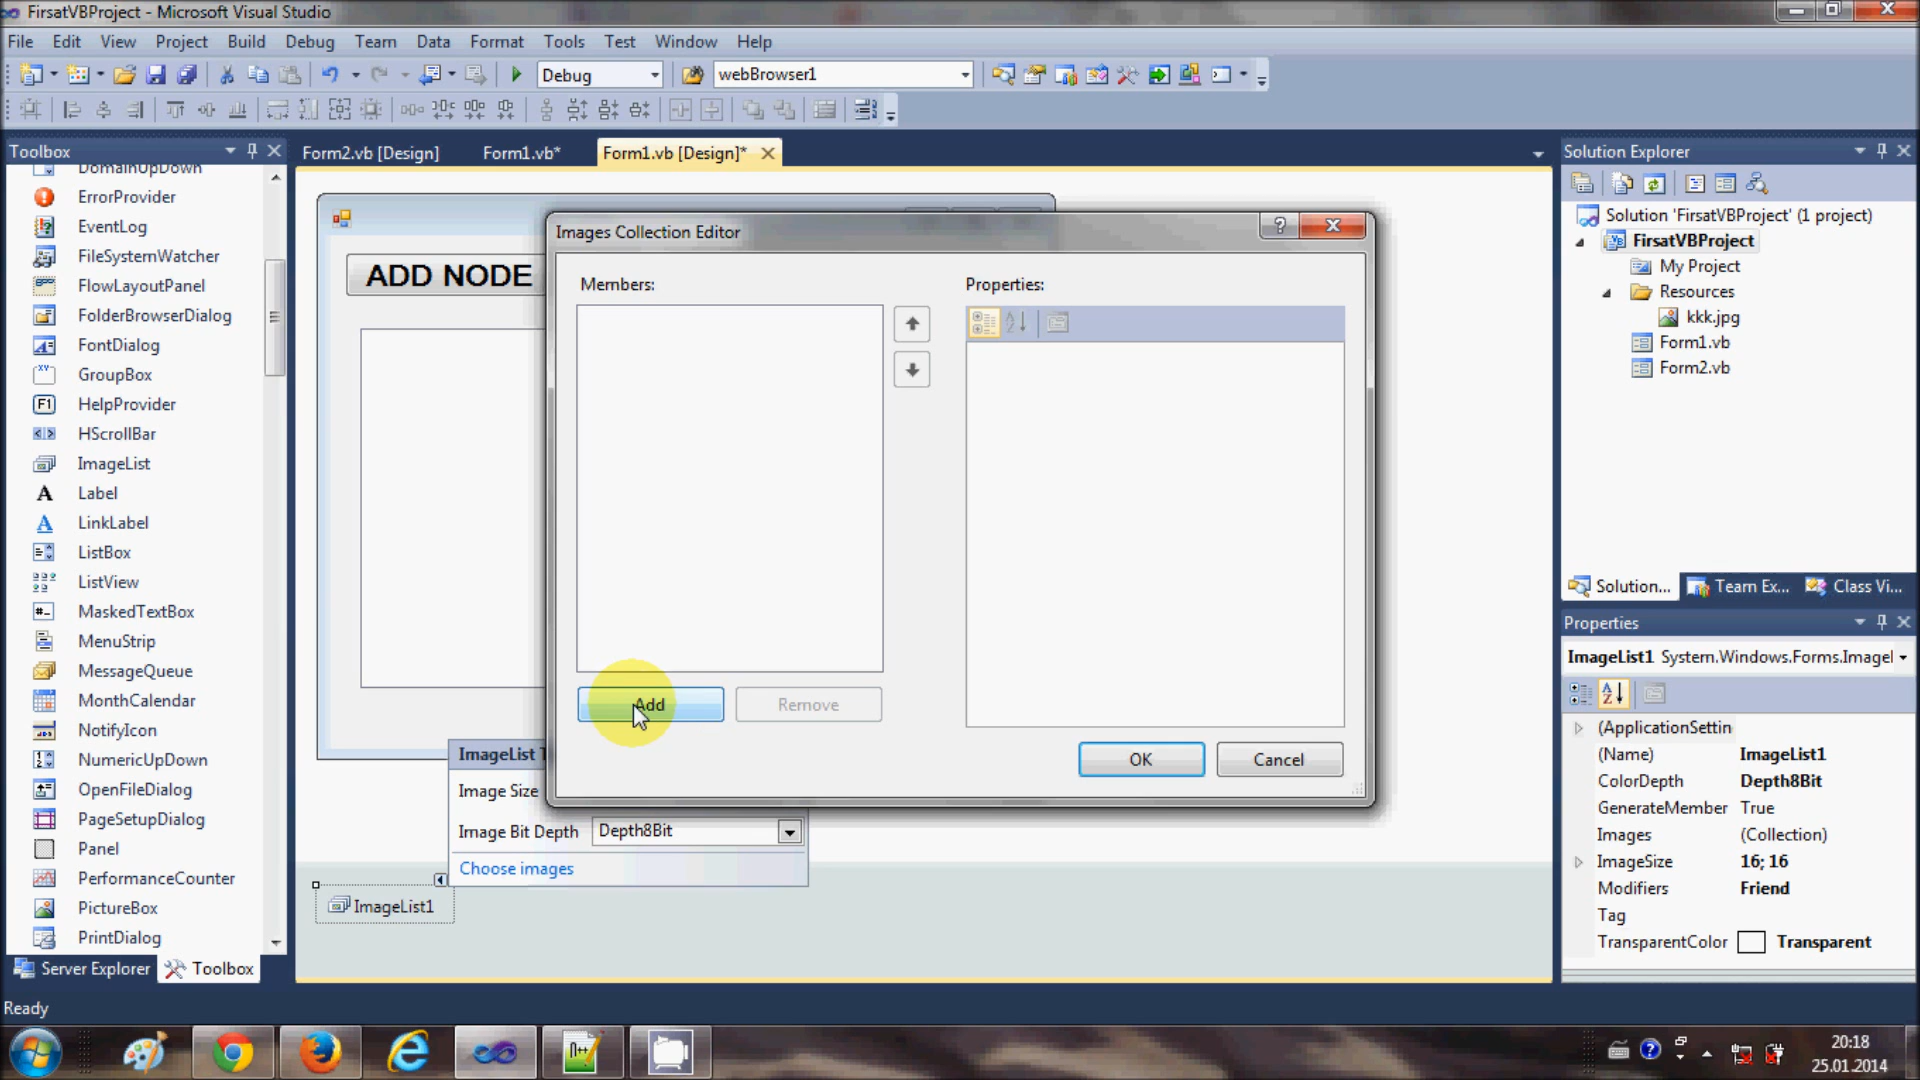 FirsatVBProject - Microsoft Visual Studio
File Edit View Project Build Debug Team Data Format Tools Test Window Help
Debug webBrowser1
Toolbox
Form2.vb [Design] Form1.vb* Form1.vb [Design]*
Solution Explorer
DomainUpDown
ErrorProvider
EventLog
FileSystemWatcher
FlowLayoutPanel
FolderBrowserDialog
FontDialog
GroupBox
HelpProvider
HScrollBar
ImageList
Label
LinkLabel
ListBox
ListView
MaskedTextBox
MenuStrip
MessageQueue
MonthCalendar
NotifyIcon
NumericUpDown
OpenFileDialog
PageSetupDialog
Panel
PerformanceCounter
PictureBox
PrintDialog
Server Explorer Toolbox
ADD NODE
Images Collection Editor
Members:
Properties:
Add Remove
OK Cancel
ImageList T
Image Size
Image Bit Depth Depth8Bit
Choose images
ImageList1
Solution 'FirsatVBProject' (1 project)
FirsatVBProject
My Project
Resources
kkk.jpg
Form1.vb
Form2.vb
Solution... Team Ex... Class Vi...
Properties
ImageList1 System.Windows.Forms.ImageL
(ApplicationSettin
(Name) ImageList1
ColorDepth Depth8Bit
GenerateMember True
Images (Collection)
ImageSize 16; 16
Modifiers Friend
Tag
TransparentColor Transparent
Ready
20:18
25.01.2014